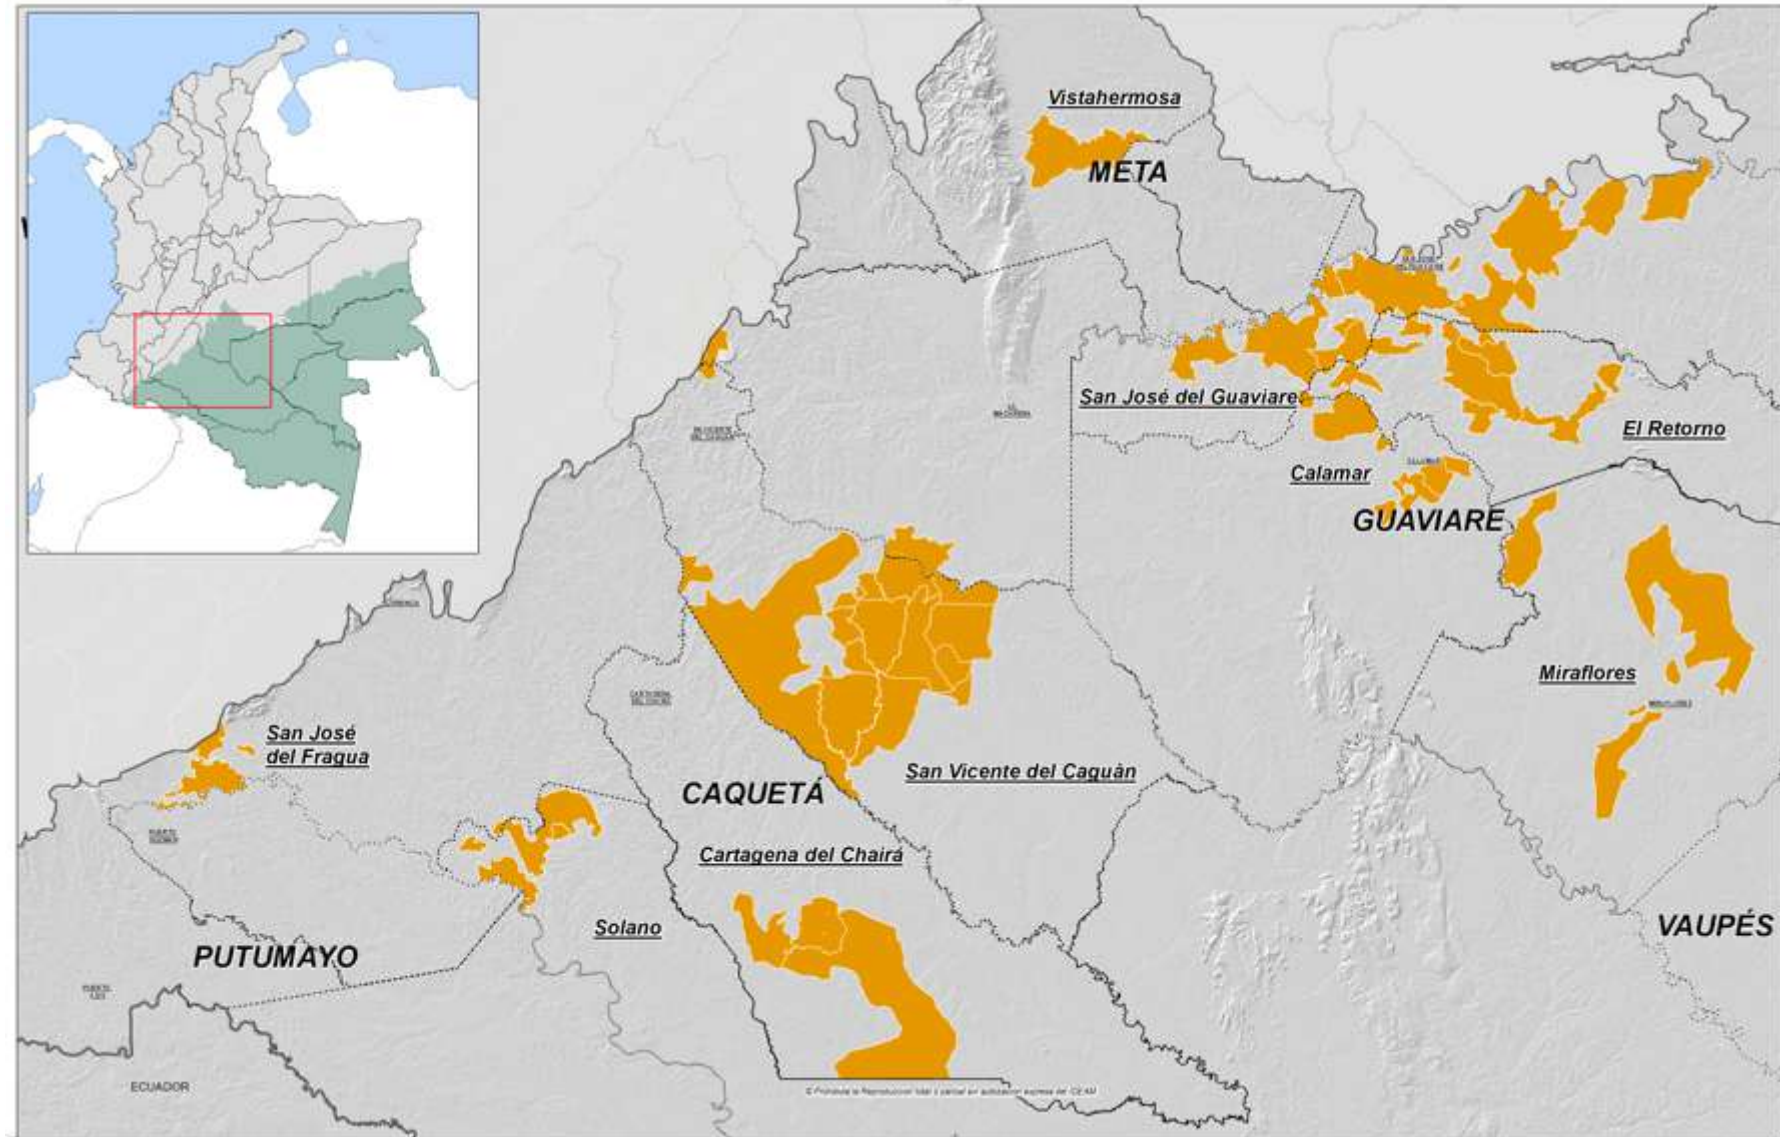 Vistahermosa
META
San José del Guaviare
El Retorno
Calamar
GUAVIARE
Miraflores
San José
del Fragua
CAQUETÁ
San Vicente del Caguàn
Cartagena del Chairá
Solano
PUTUMAYO
VAUPÉS
ECUADOR